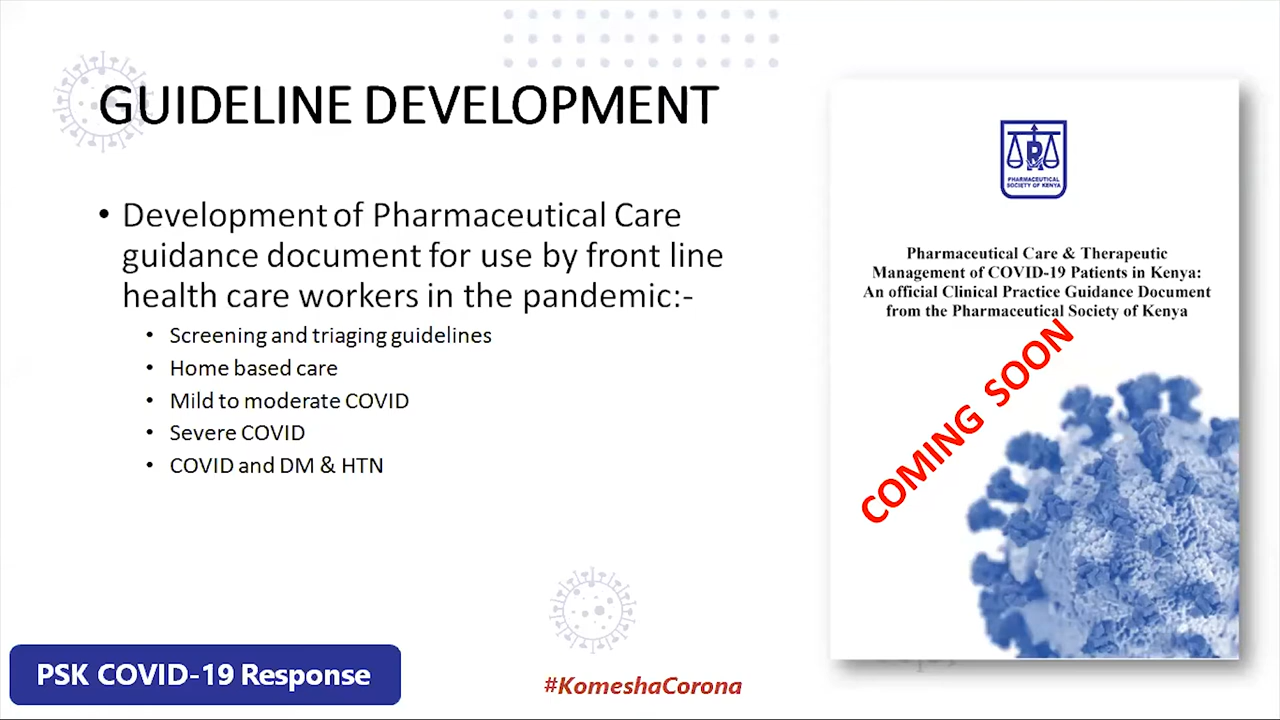 GUIDELINE DEVELOPMENT
• Development of Pharmaceutical Care
guidance document for use by front line
health care workers in the pandemic:-
• Screening and triaging guidelines
• Home based care
• Mild to moderate COVID
• Severe COVID
• COVID and DM & HTN
PHARMACEUTICAL
SOCIETY OF KENYA
Pharmaceutical Care & Therapeutic
Management of COVID-19 Patients in Kenya:
An official Clinical Practice Guidance Document
from the Pharmaceutical Society of Kenya
COMING SOON
PSK COVID-19 Response
#KomeshaCorona